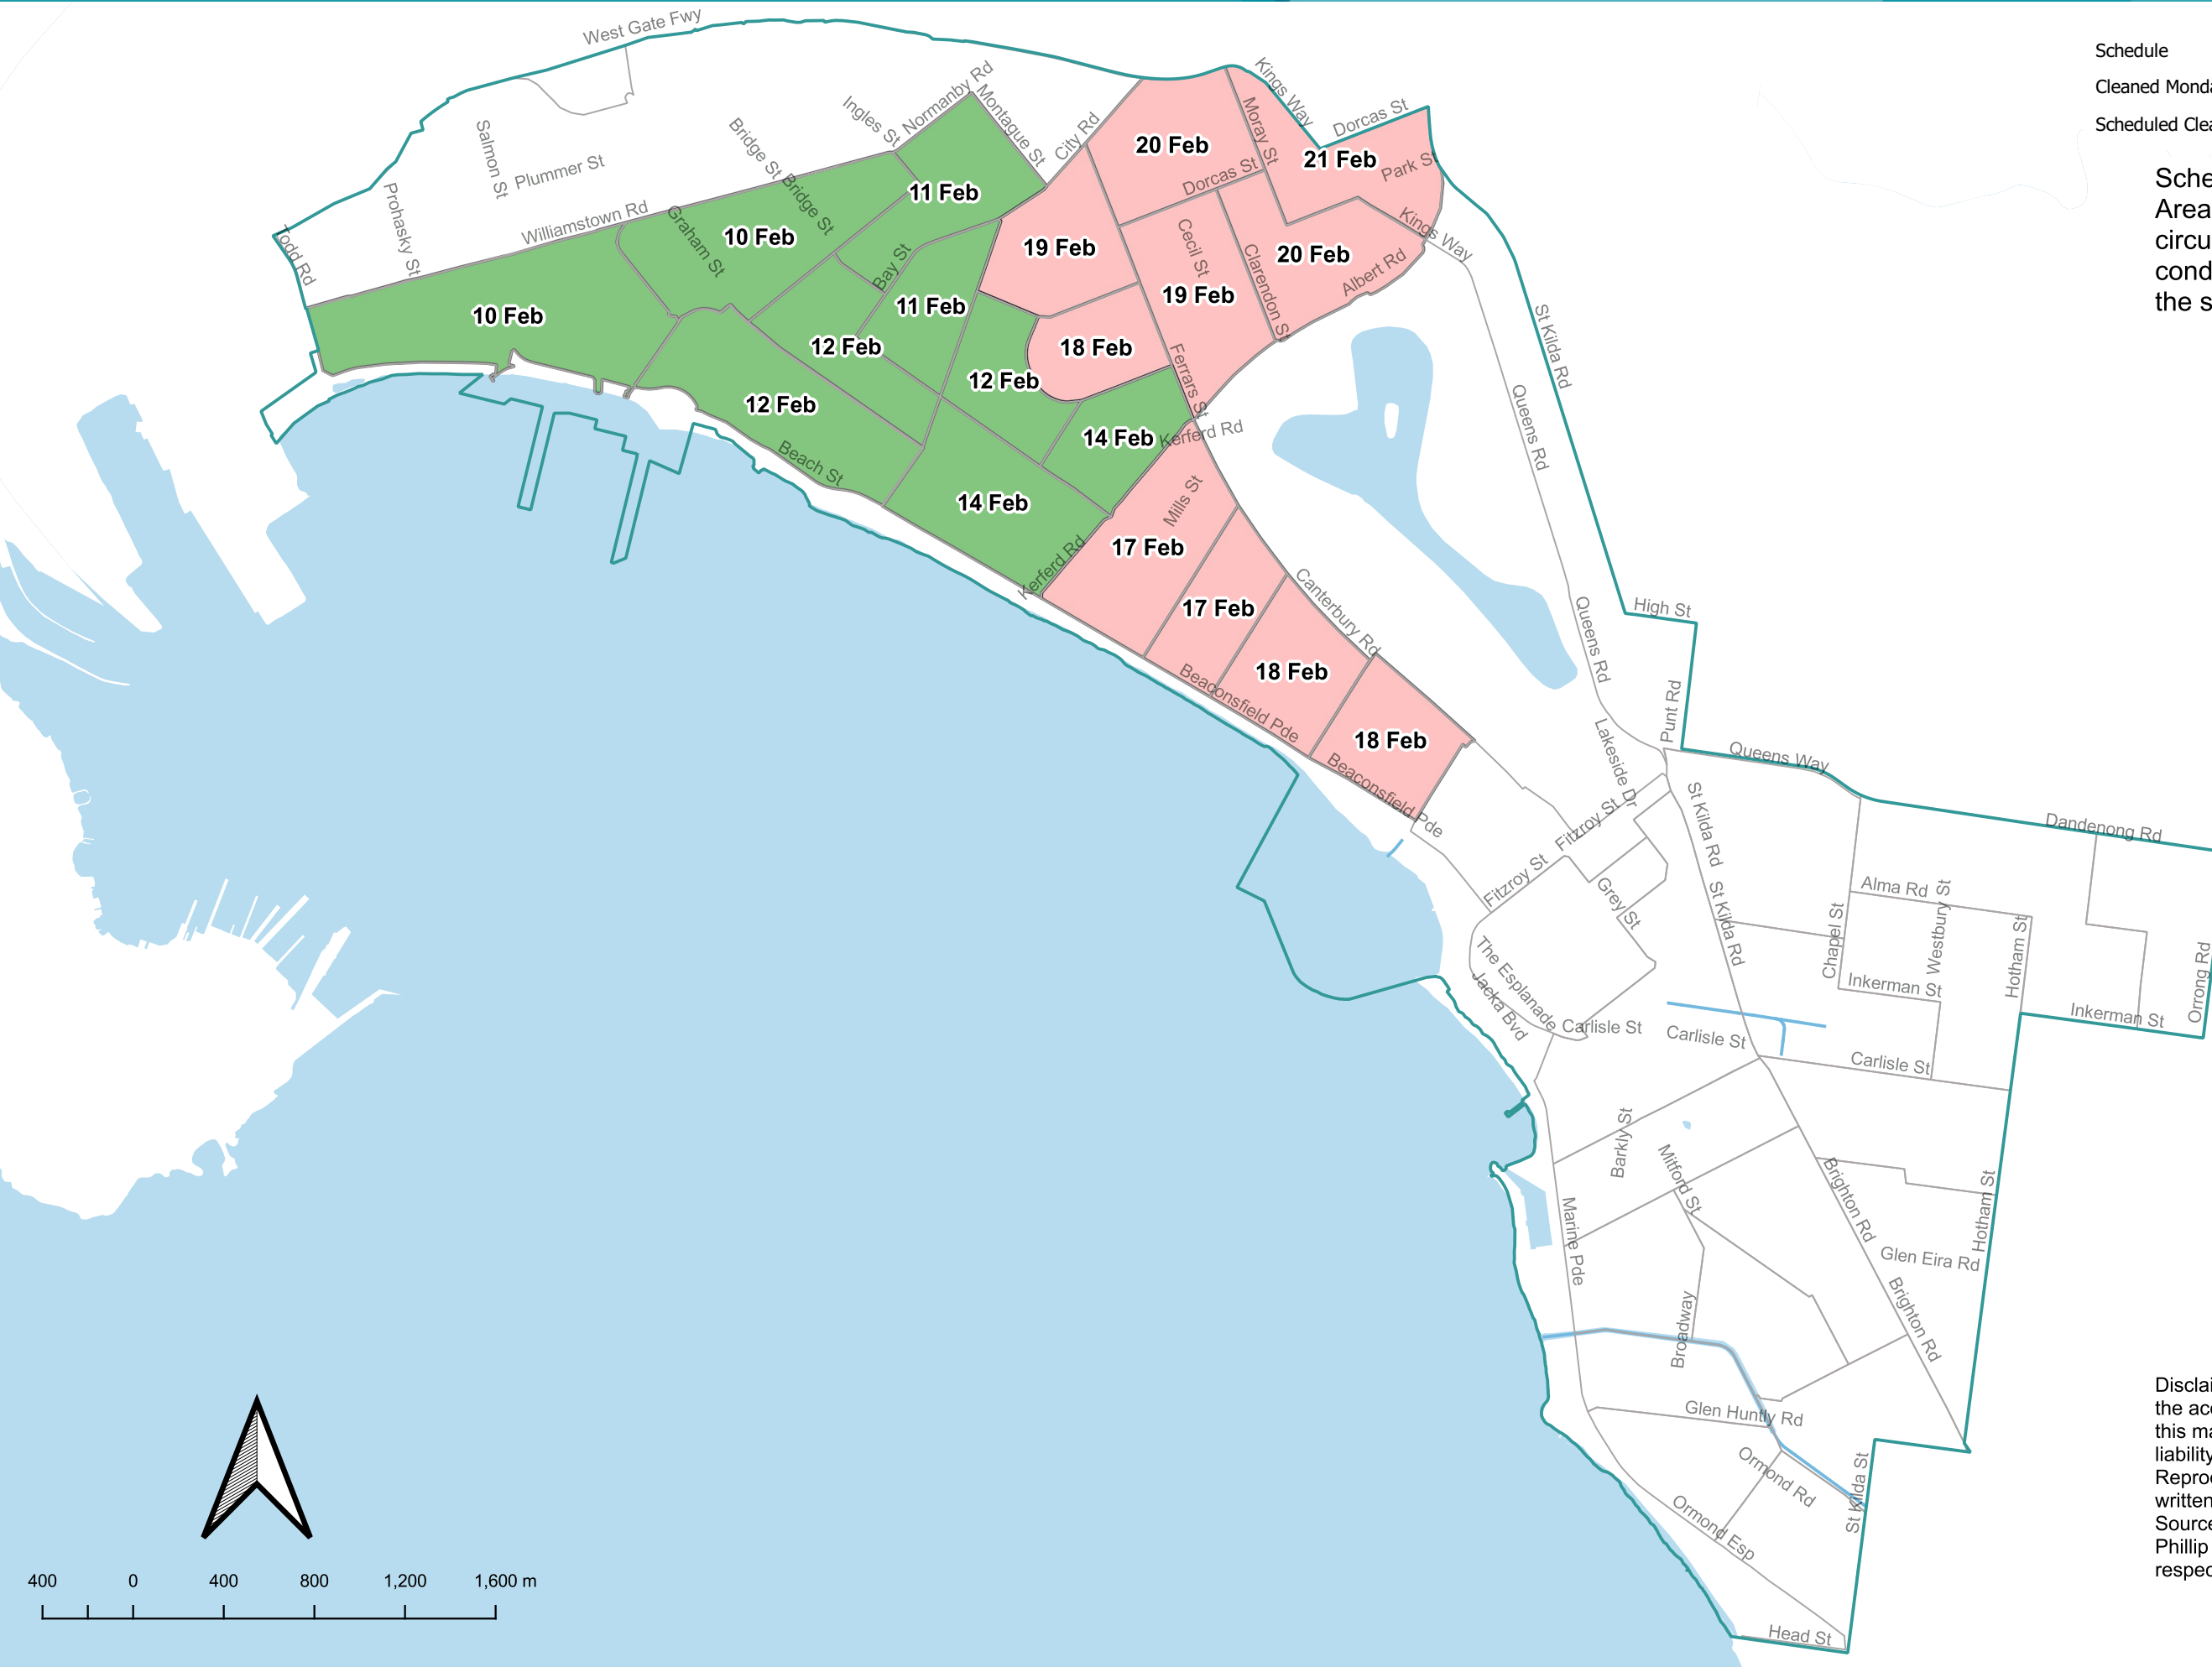 West Gate Fwy
Schedule
Cleaned Monda
Scheduled Clea
Sche
Area
circu
cond
the s
Kings Way
Normanby Rd
Ingles St
Montague St
City Rd
Moray St
Dorcas St
20 Feb
21 Feb
Park St
Salmon St
Plummer St
Bridge St
Bridge St
11 Feb
Dorcas St
Prohasky St
Williamstown Rd
Graham St
10 Feb
Todd Rd
Bay St
19 Feb
Cecil St
Clarendon St
20 Feb
Kings Way
Albert Rd
10 Feb
11 Feb
19 Feb
12 Feb
18 Feb
Ferrars St
St Kilda Rd
12 Feb
12 Feb
Queens Rd
14 Feb
Kerferd Rd
Beach St
14 Feb
Mills St
17 Feb
Kerferd Rd
17 Feb
Canterbury Rd
Queens Rd
High St
18 Feb
Beaconsfield Pde
Punt Rd
18 Feb
Lakeside Dr
Queens Way
Beaconsfield Pde
Fitzroy St
St Kilda Rd
Dandenong Rd
Fitzroy St
Grey St
St Kilda Rd
Alma Rd
Westbury St
Chapel St
Hotham St
Orrong Rd
The Esplanade
Jacka Bvd
Inkerman St
Inkerman St
Carlisle St
Carlisle St
Carlisle St
Barkly St
Mitford St
Marine Pde
Brighton Rd
Hotham St
Glen Eira Rd
Broadway
Brighton Rd
Glen Huntly Rd
Ormond Rd
St Kilda St
Ormond Esp
Head St
Disclai
the acc
this ma
liability
Reprod
written
Source
Phillip
respec
400
0
400
800
1,200
1,600 m